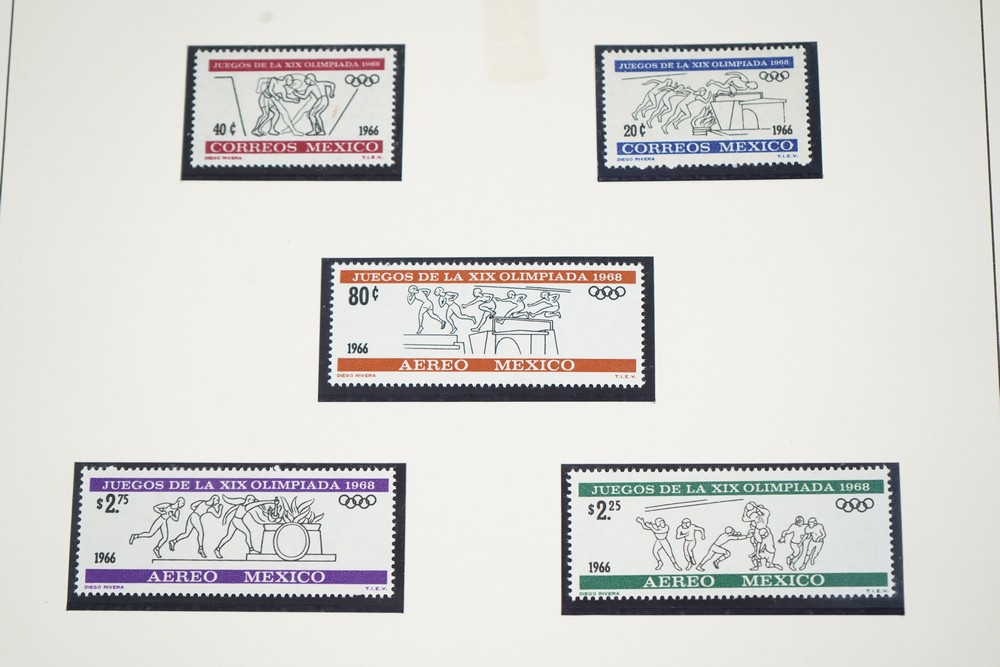 JUEGOS DE LA XIX OLIMPIADA 1968
40 ¢
1966
CORREOS MEXICO
DIEGO RIVERA T.I.E.V.
JUEGOS DE LA XIX OLIMPIADA 1968
20 ¢
1966
CORREOS MEXICO
DIEGO RIVERA T.I.E.V.
JUEGOS DE LA XIX OLIMPIADA 1968
80 ¢
1966
AEREO MEXICO
DIEGO RIVERA T.I.E.V.
JUEGOS DE LA XIX OLIMPIADA 1968
$2.75
1966
AEREO MEXICO
DIEGO RIVERA T.I.E.V.
JUEGOS DE LA XIX OLIMPIADA 1968
$2.25
1966
AEREO MEXICO
DIEGO RIVERA T.I.E.V.